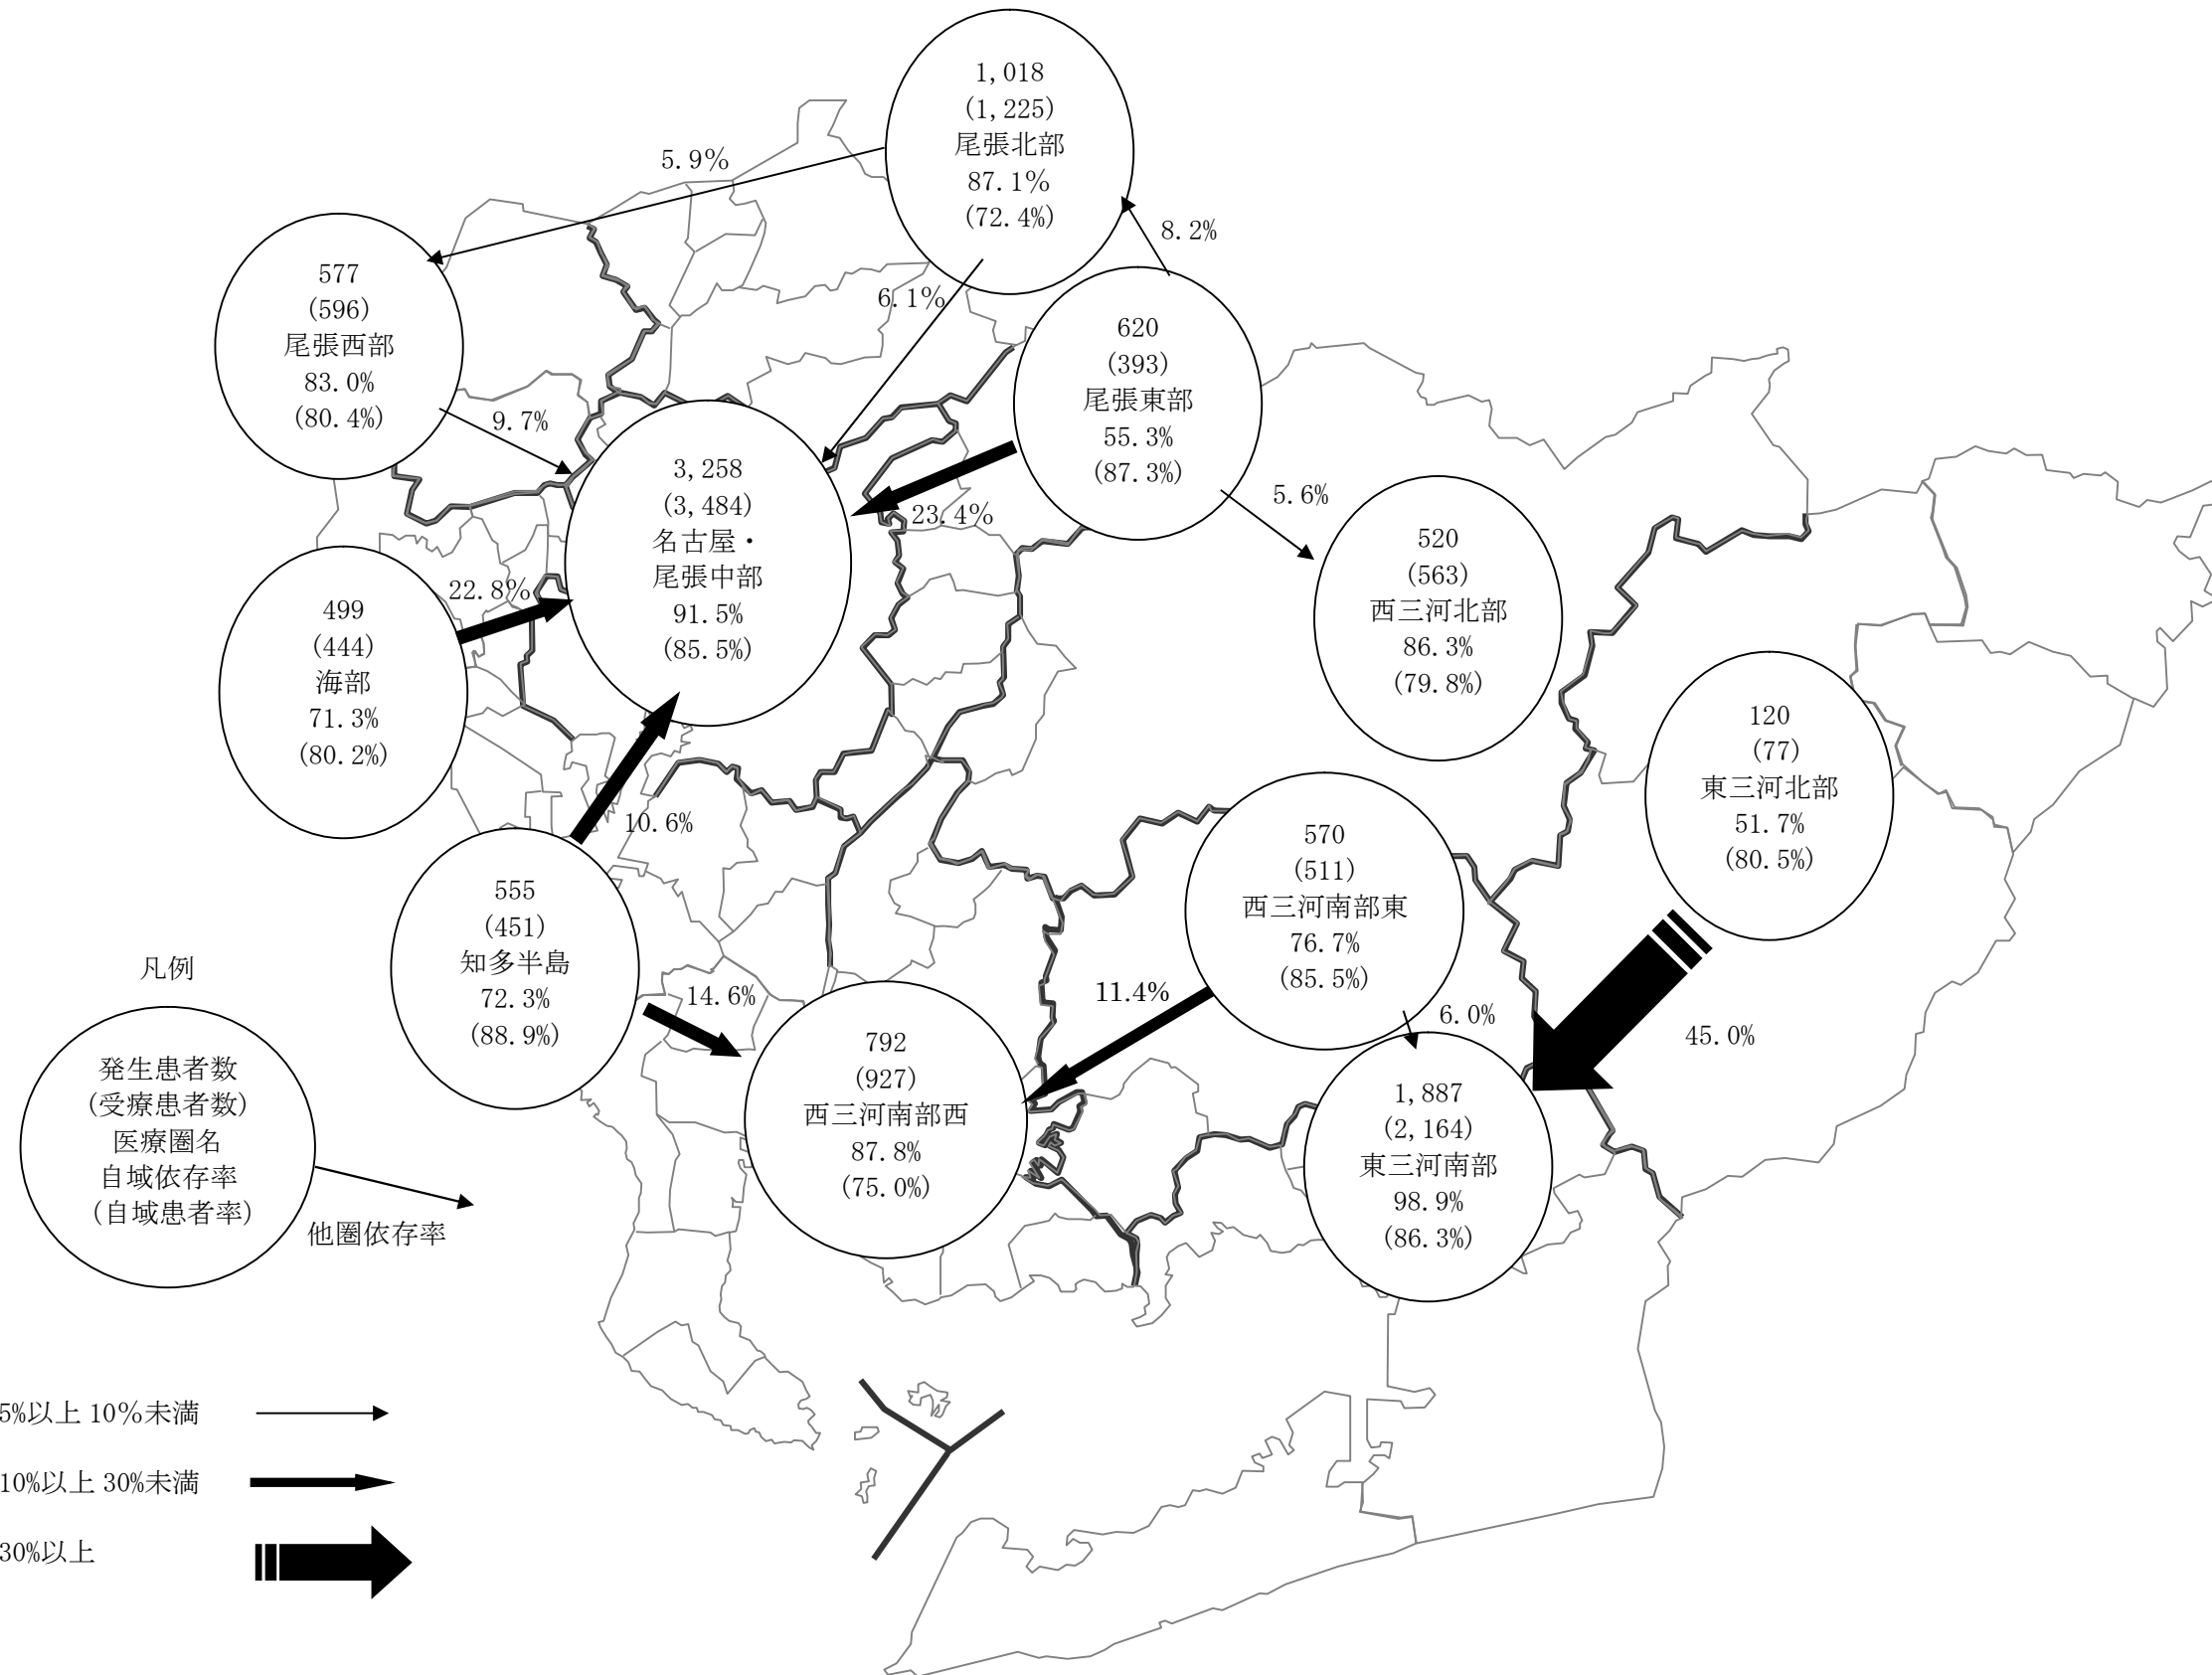 1,018
(1,225)
尾張北部
87.1%
(72.4%)
5.9%
8.2%
577
(596)
尾張西部
83.0%
(80.4%)
6.1%
620
(393)
尾張東部
55.3%
(87.3%)
9.7%
3,258
(3,484)
名古屋・
尾張中部
91.5%
(85.5%)
23.4%
5.6%
520
(563)
西三河北部
86.3%
(79.8%)
22.8%
499
(444)
海部
71.3%
(80.2%)
120
(77)
東三河北部
51.7%
(80.5%)
10.6%
570
(511)
西三河南部東
76.7%
(85.5%)
555
(451)
知多半島
72.3%
(88.9%)
14.6%
11.4%
6.0%
45.0%
792
(927)
西三河南部西
87.8%
(75.0%)
1,887
(2,164)
東三河南部
98.9%
(86.3%)
凡例
発生患者数
(受療患者数)
医療圏名
自域依存率
(自域患者率)
他圏依存率
5%以上 10%未満
10%以上 30%未満
30%以上